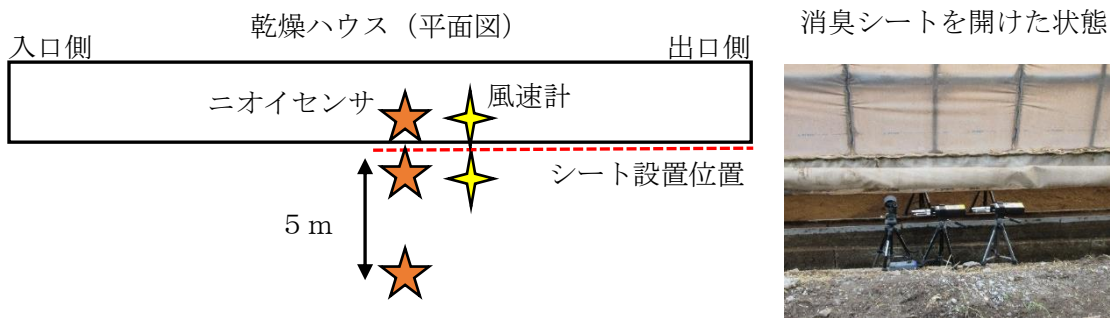 乾燥ハウス（平面図）
消臭シートを開けた状態
入口側
出口側
ニオイセンサ
風速計
シート設置位置
５ｍ